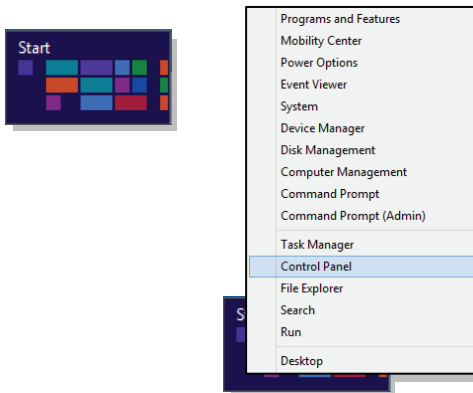 Start
Programs and Features
Mobility Center
Power Options
Event Viewer
System
Device Manager
Disk Management
Computer Management
Command Prompt
Command Prompt (Admin)
Task Manager
Control Panel
File Explorer
Search
Run
Desktop